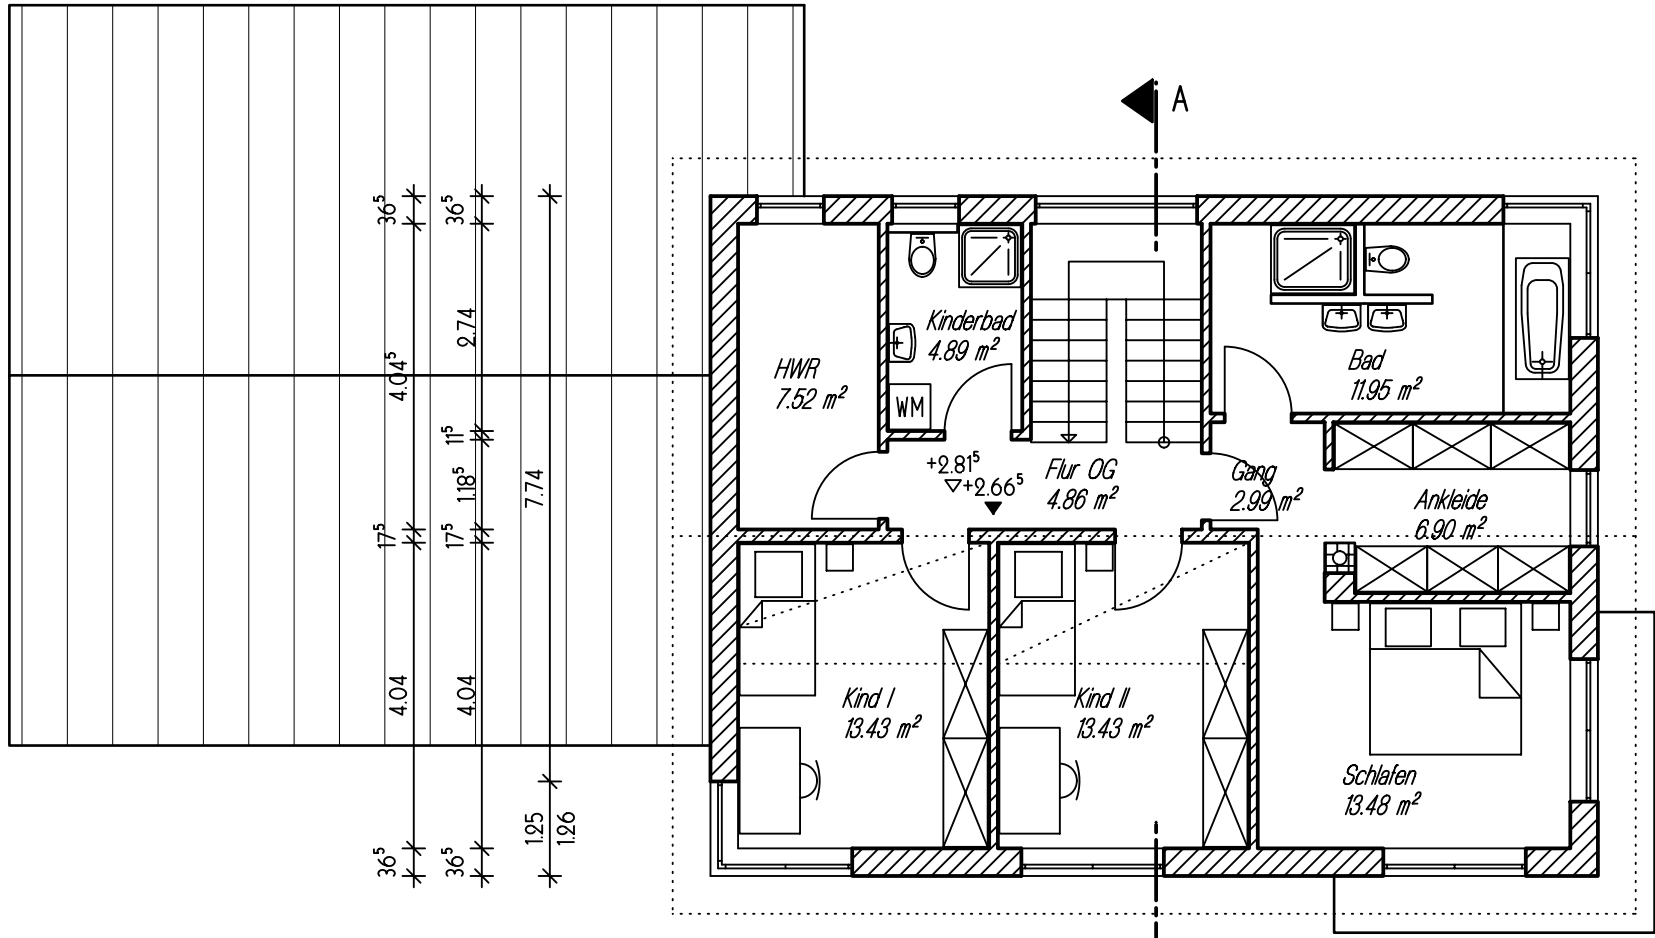 A
36⁵
36⁵
2.74
4.04⁵
11⁵
1.18⁵
7.74
17⁵
17⁵
4.04
4.04
1.25
1.26
36⁵
36⁵
HWR
7.52 m²
Kinderbad
4.89 m²
WM
+2.81⁵
+2.66⁵
Flur OG
4.86 m²
Gang
2.99 m²
Bad
11.95 m²
Ankleide
6.90 m²
Kind I
13.43 m²
Kind II
13.43 m²
Schlafen
13.48 m²